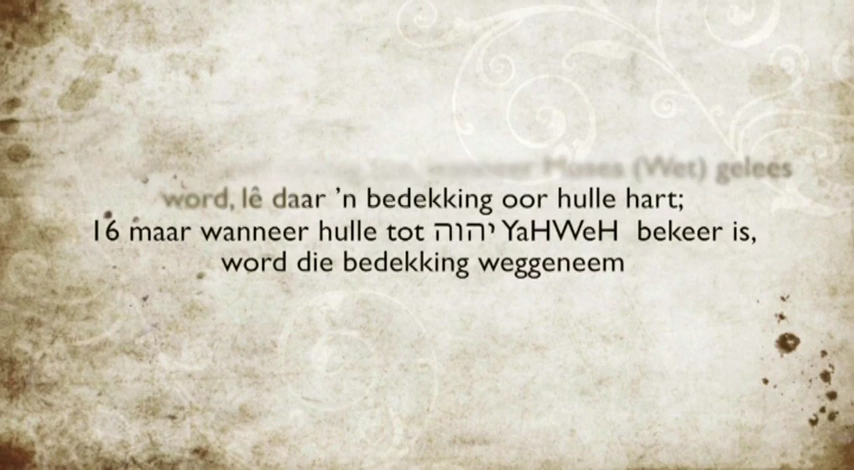 wanneer Moses (Wet) gelees
word, lê daar ’n bedekking oor hulle hart;
16 maar wanneer hulle tot יהוה YaHWeH bekeer is,
word die bedekking weggeneem